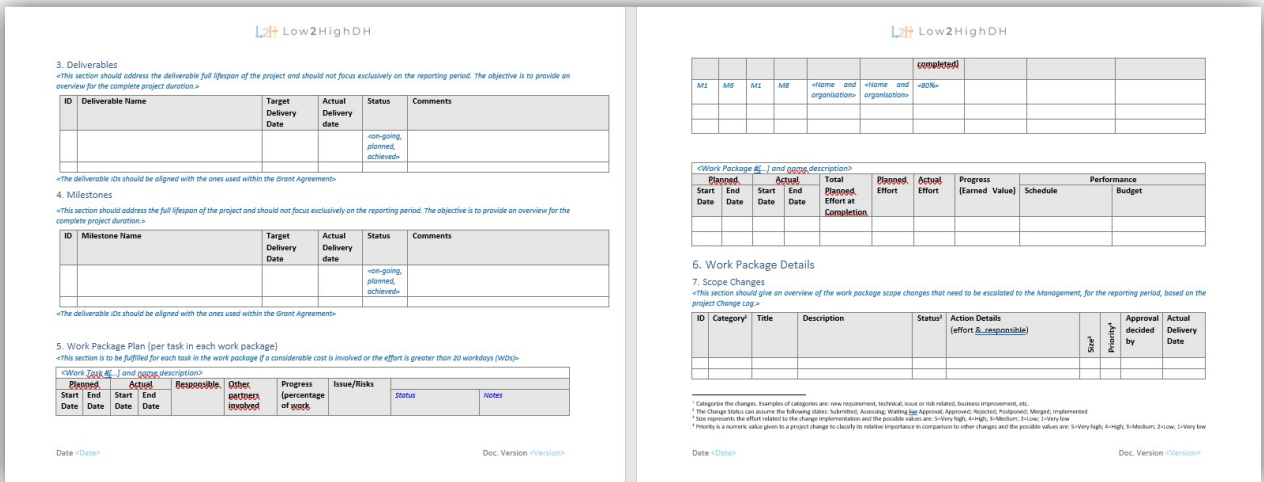 L2H Low2HighDH
3. Deliverables
<This section should address the deliverable full lifespan of the project and should not focus exclusively on the reporting period. The objective is to provide an
overview for the complete project duration.>
ID Deliverable Name Target Delivery Date Actual Delivery date Status Comments
<on-going, planned, achieved>
<The deliverable IDs should be aligned with the ones used within the Grant Agreement>
4. Milestones
<This section should address the full lifespan of the project and should not focus exclusively on the reporting period. The objective is to provide an overview for the
complete project duration.>
ID Milestone Name Target Delivery Date Actual Delivery Date Status Comments
<on-going, planned, achieved>
<The deliverable IDs should be aligned with the ones used within the Grant Agreement>
5. Work Package Plan (per task in each work package)
<This section is to be fulfilled for each task in the work package if a considerable cost is involved or the effort is greater than 20 workdays (WDs)>
<Work Task #[...] and name description>
Planned Actual Responsible Other partners involved Progress (percentage of work Issue/Risks
Start Date End Date Start Date End Date Status Notes
Date <Date> Doc. Version <Version>
L2H Low2HighDH
completed)
M1 M6 M1 M8 <Name and organisation> <Name and organisation> <80%>
<Work Package #[...] and name description>
Planned Actual Total Planned Effort at Completion Planned Effort Actual Effort Progress (Earned Value) Performance
Start Date End Date Start Date End Date Schedule Budget
6. Work Package Details
7. Scope Changes
<This section should give an overview of the work package scope changes that need to be escalated to the Management, for the reporting period, based on the
project Change Log.>
ID Category¹ Title Description Status² Action Details (effort & responsible) Size³ Priority⁴ Approval decided by Actual Delivery Date
¹ Categorize the changes. Examples of categories are: new requirement, technical, issue or risk related, business improvement, etc.
² The Change Status can assume the following states: Submitted; Assessing; Waiting For Approval; Approved; Rejected; Postponed; Merged; Implemented
³ Size represents the effort related to the change implementation and the possible values are: 5=Very high; 4=High; 3=Medium; 2=Low; 1=Very low
⁴ Priority is a numeric value given to a project change to classify its relative importance in comparison to other changes and the possible values are: 5=Very high; 4=High, 3=Medium; 2=Low; 1=Very low
Date <Date> Doc. Version <Version>